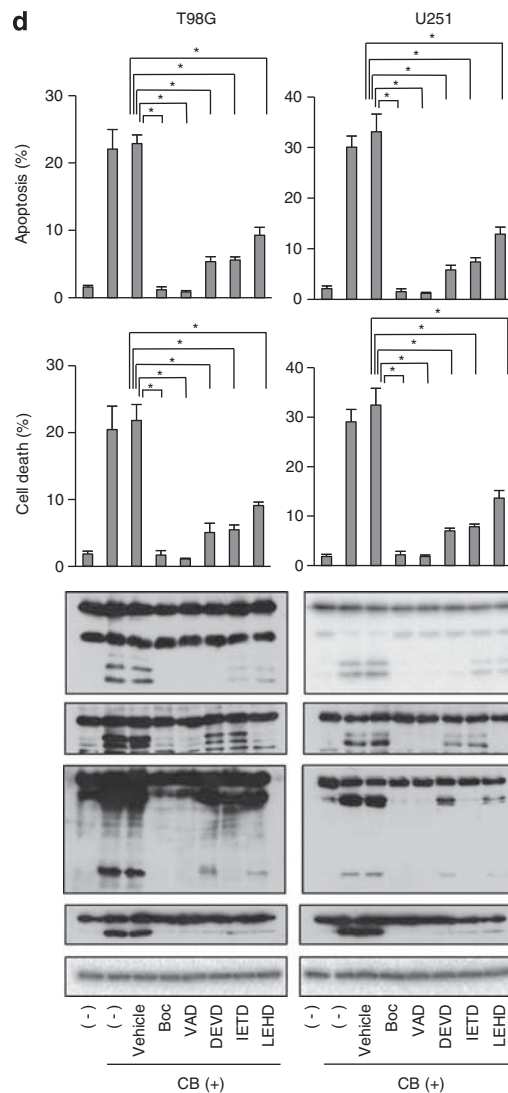 d
T98G
U251
* * * * *
* * * * *
Apoptosis (%)
30
20
10
0
40
30
20
10
0
* * * * *
* * * * *
Cell death (%)
30
20
10
0
40
30
20
10
0
(-) (-) Vehicle Boc VAD DEVD IETD LEHD
(-) (-) Vehicle Boc VAD DEVD IETD LEHD
CB (+)
CB (+)